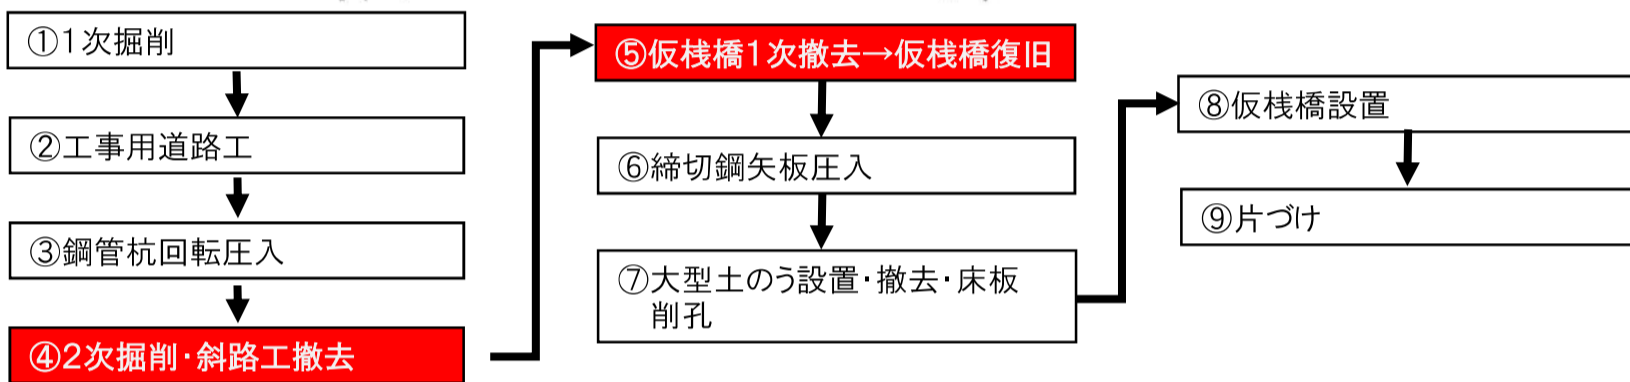 ①1次掘削
②工事用道路工
③鋼管杭回転圧入
④2次掘削・斜路工撤去
⑤仮桟橋1次撤去→仮桟橋復旧
⑥締切鋼矢板圧入
⑦大型土のう設置・撤去・床板
削孔
⑧仮桟橋設置
⑨片づけ